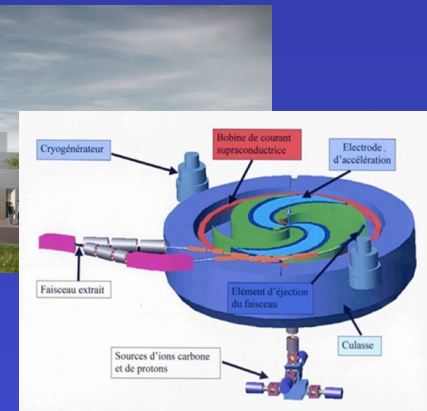 Bobine de courant
supraconductrice
Electrode
d'accélération
Cryogénérateur
Faisceau extrait
Elément d'éjection
du faisceau
Culasse
Sources d'ions carbone
et de protons